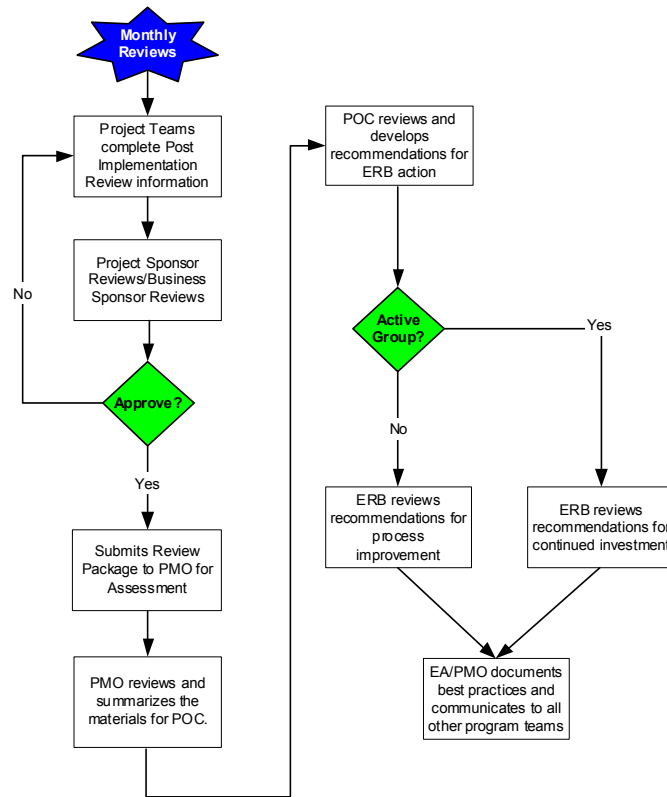 Monthly
Reviews
Project Teams
complete Post
Implementation
Review information
Project Sponsor
Reviews/Business
Sponsor Reviews
No
Approve?
Yes
Submits Review
Package to PMO for
Assessment
PMO reviews and
summarizes the
materials for POC.
POC reviews and
develops
recommendations for
ERB action
Active
Group?
Yes
No
ERB reviews
recommendations for
process
improvement
ERB reviews
recommendations for
continued investment
EA/PMO documents
best practices and
communicates to all
other program teams